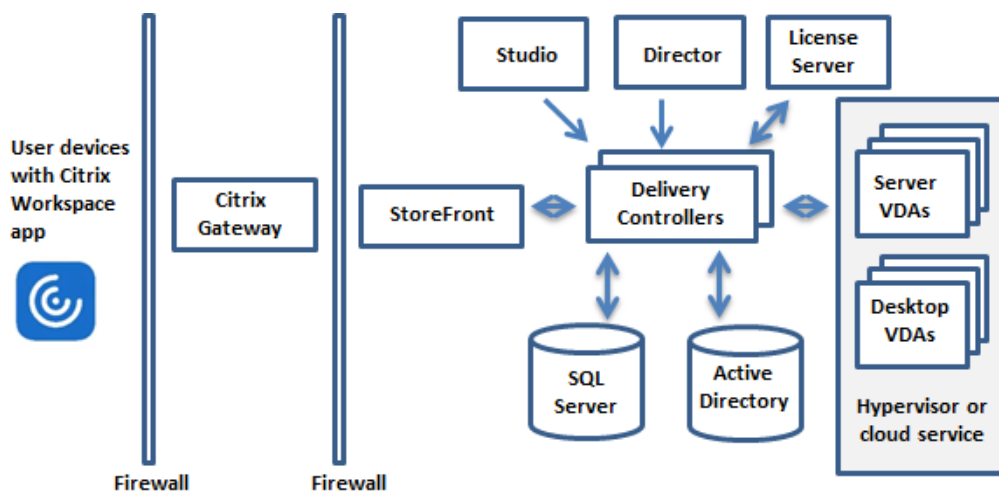 Studio
Director
License
Server
User devices
with Citrix
Workspace
app
Citrix
Gateway
StoreFront
Delivery
Controllers
Server
VDAs
Desktop
VDAs
SQL
Server
Active
Directory
Hypervisor or
cloud service
Firewall
Firewall